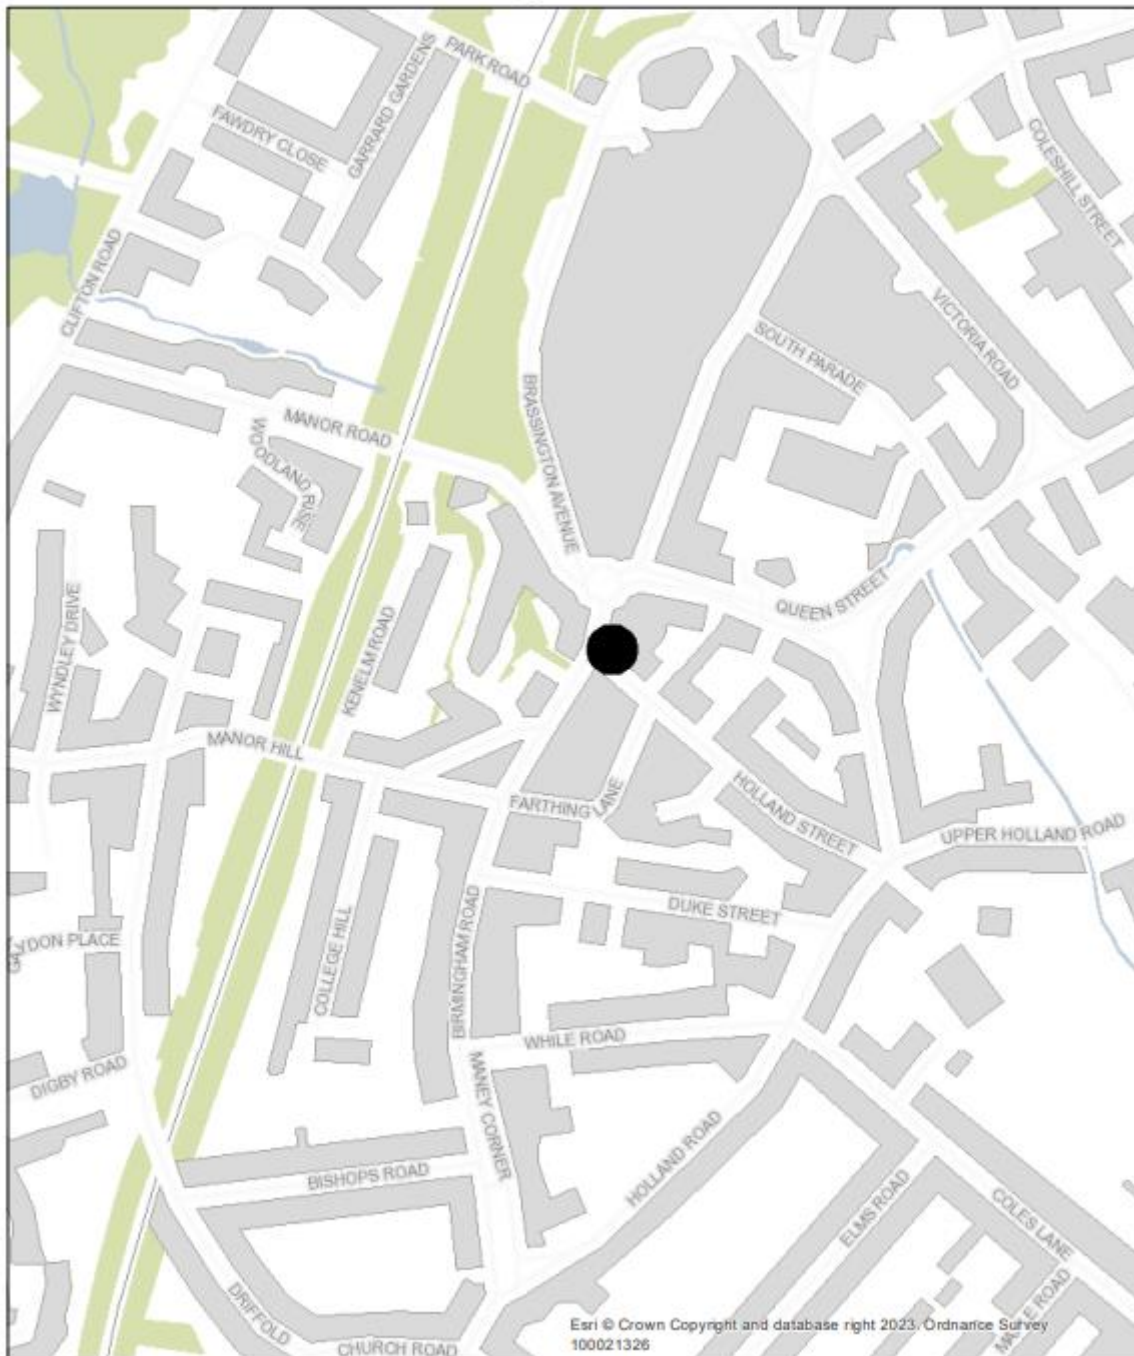 PARK ROAD
GARRARD GARDENS
FAWDRY CLOSE
COLESHILL STREET
CLIFTON ROAD
VICTORIA ROAD
SOUTH PARADE
BRASSINGTON AVENUE
MANOR ROAD
WOODLAND RISE
WYNDLEY DRIVE
KENELM ROAD
QUEEN STREET
MANOR HILL
FARTHING LANE
HOLLAND STREET
UPPER HOLLAND ROAD
DUKE STREET
BIRMINGHAM ROAD
COLLEGE HILL
GAYDON PLACE
WHILE ROAD
DIGBY ROAD
MANEY CORNER
HOLLAND ROAD
BISHOPS ROAD
ELMS ROAD
COLES LANE
DRIFFOLD
CHURCH ROAD
Esri © Crown Copyright and database right 2023. Ordnance Survey
100021326
ROAD